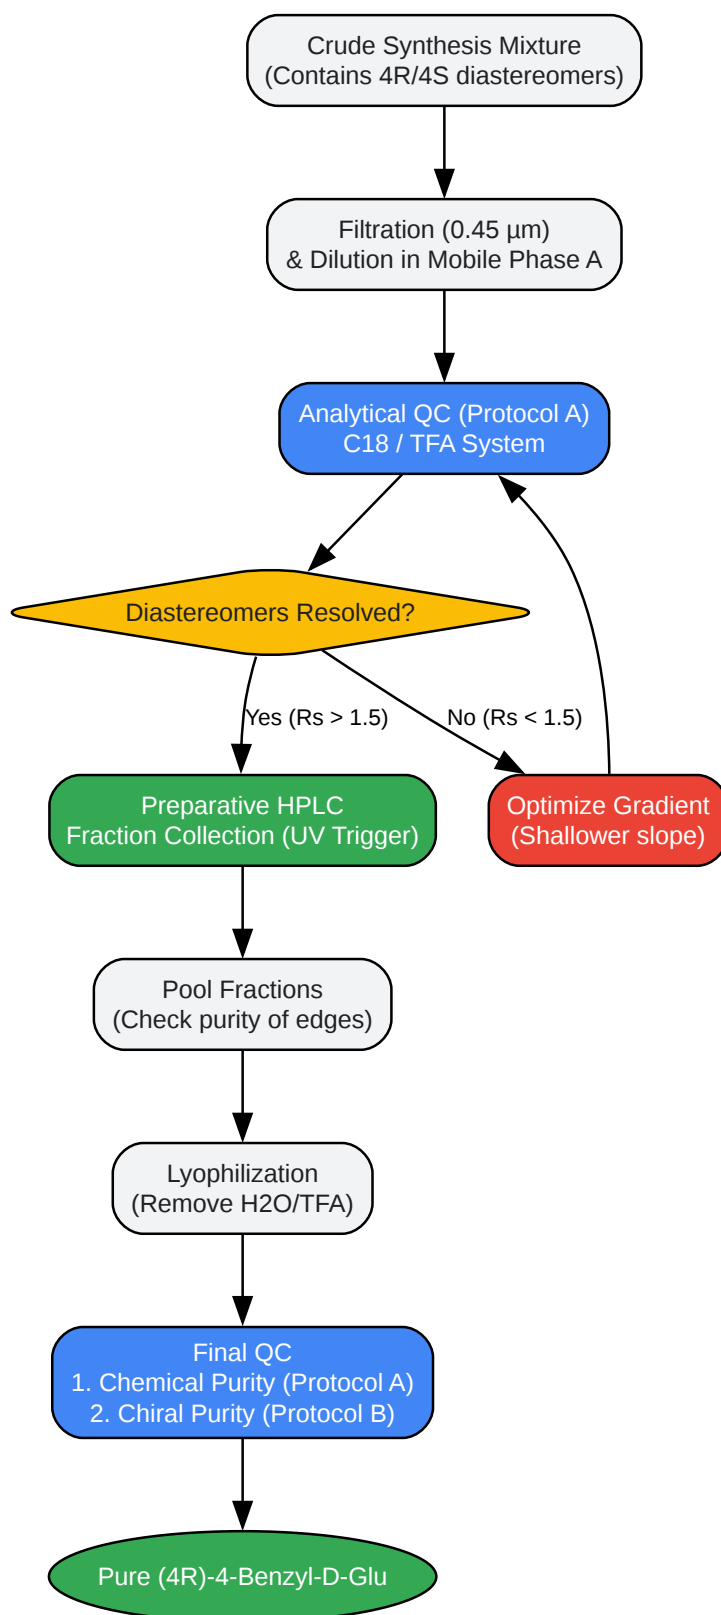 Crude Synthesis Mixture
(Contains 4R/4S diastereomers)
Filtration (0.45 µm)
& Dilution in Mobile Phase A
Analytical QC (Protocol A)
C18 / TFA System
Diastereomers Resolved?
Yes (Rs > 1.5)
No (Rs < 1.5)
Preparative HPLC
Fraction Collection (UV Trigger)
Optimize Gradient
(Shallower slope)
Pool Fractions
(Check purity of edges)
Lyophilization
(Remove H2O/TFA)
Final QC
1. Chemical Purity (Protocol A)
2. Chiral Purity (Protocol B)
Pure (4R)-4-Benzyl-D-Glu